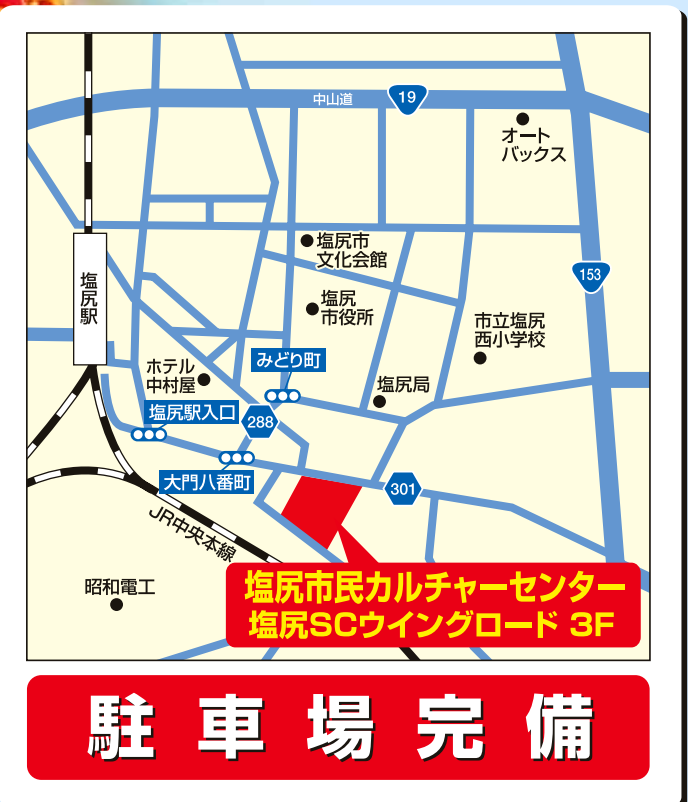 中山道
19
オート
バックス
塩尻市
文化会館
153
塩尻駅
塩尻
市役所
市立塩尻
西小学校
みどり町
ホテル
中村屋
塩尻局
塩尻駅入口
288
大門八番町
301
JR中央本線
昭和電工
塩尻市民カルチャーセンター
塩尻SCウイングロード 3F
駐車場完備